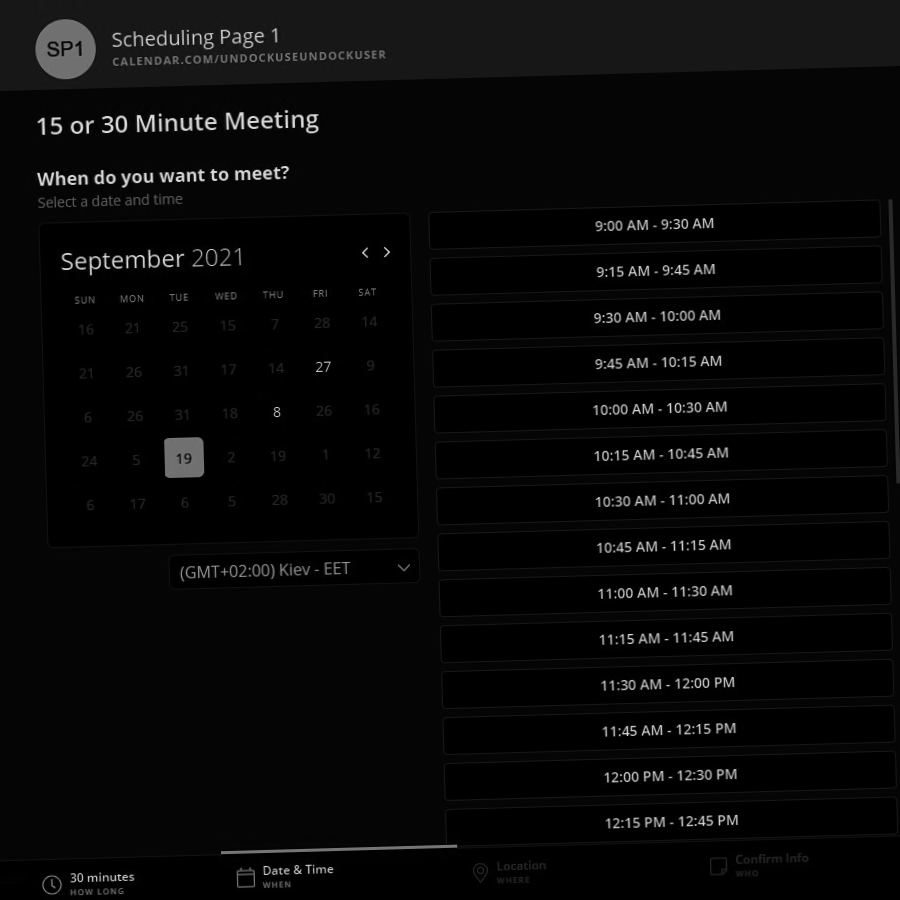 SP1
Scheduling Page 1
CALENDAR.COM/UNDOCKUSEUNDOCKUSER
15 or 30 Minute Meeting
When do you want to meet?
Select a date and time
September 2021
SUN MON TUE WED THU FRI SAT
16 21 25 15 7 28 14
21 26 31 17 14 27 9
6 26 31 18 8 26 16
24 5 19 2 19 1 12
6 17 6 5 28 30 15
(GMT+02:00) Kiev - EET
9:00 AM - 9:30 AM
9:15 AM - 9:45 AM
9:30 AM - 10:00 AM
9:45 AM - 10:15 AM
10:00 AM - 10:30 AM
10:15 AM - 10:45 AM
10:30 AM - 11:00 AM
10:45 AM - 11:15 AM
11:00 AM - 11:30 AM
11:15 AM - 11:45 AM
11:30 AM - 12:00 PM
11:45 AM - 12:15 PM
12:00 PM - 12:30 PM
12:15 PM - 12:45 PM
30 minutes
HOW LONG
Date & Time
WHEN
Location
WHERE
Confirm Info
WHO